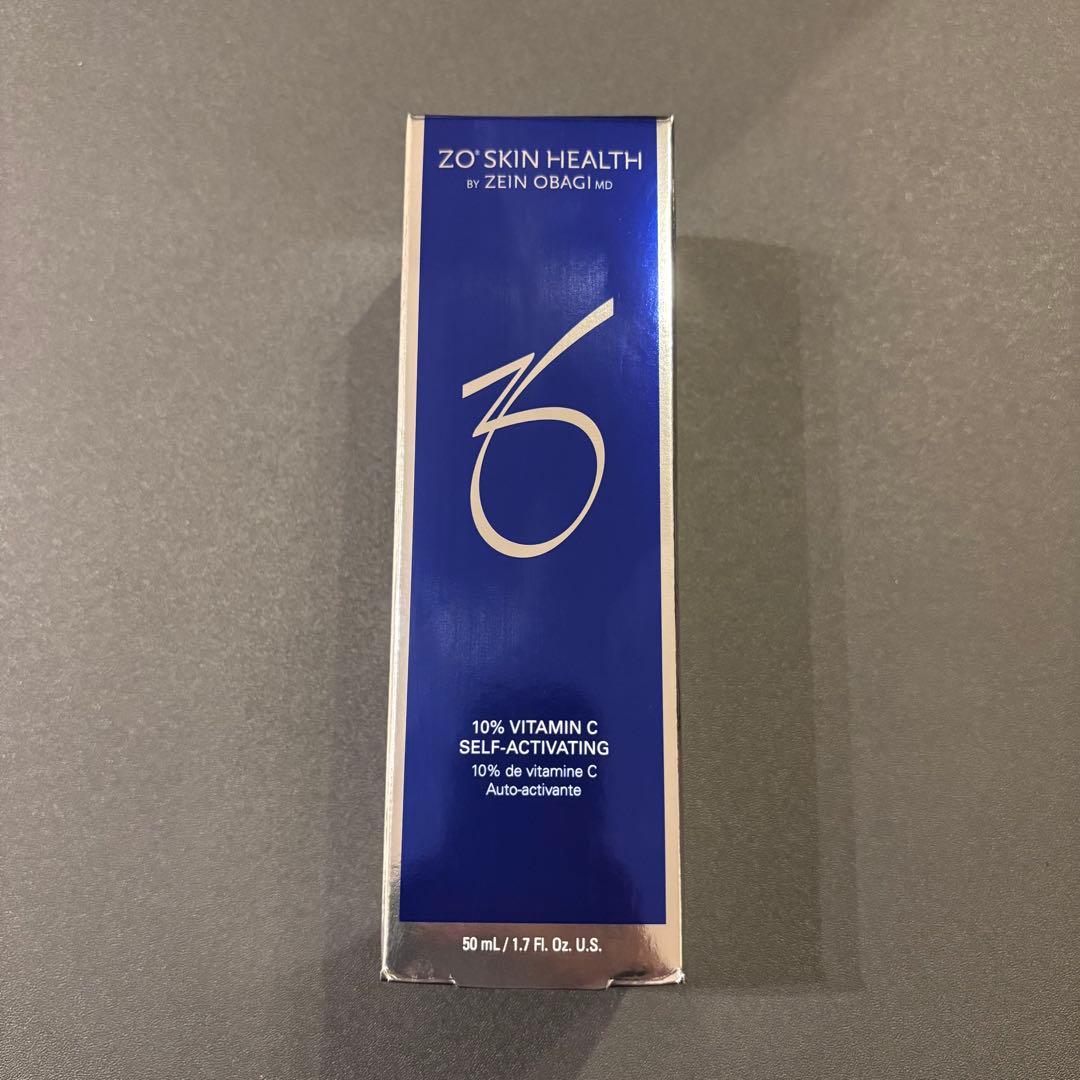 ZO® SKIN HEALTH
BY ZEIN OBAGI MD
ZO
10% VITAMIN C
SELF-ACTIVATING
10% de vitamine C
Auto-activante
50 mL / 1.7 Fl. Oz. U.S.